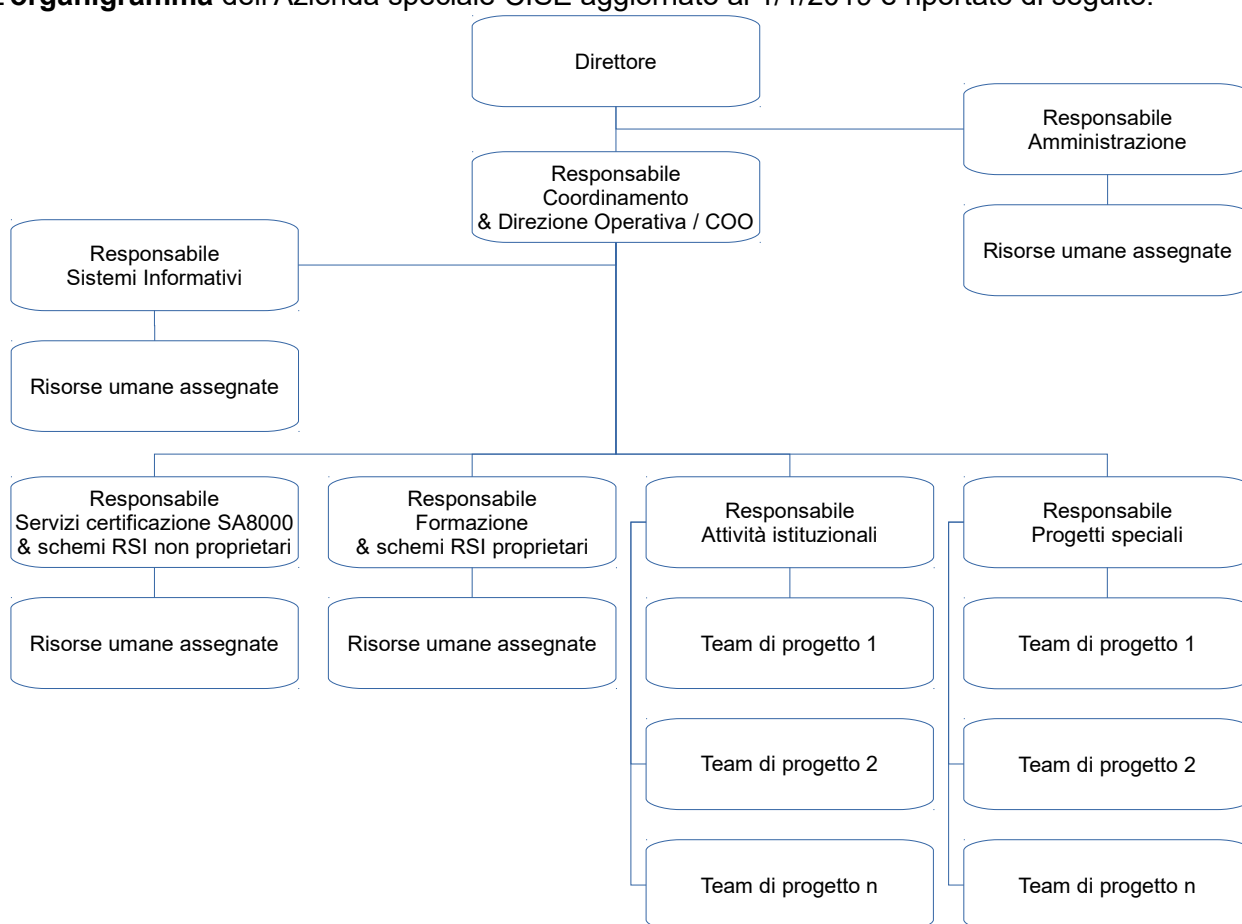 organigramma dell'Azienda speciale CISE aggiornato al 1/1/2019 è riportato di seguito.
Direttore
Responsabile
Amministrazione
Responsabile
Coordinamento
& Direzione Operativa / COO
Risorse umane assegnate
Responsabile
Sistemi Informativi
Risorse umane assegnate
Responsabile
Servizi certificazione SA8000
& schemi RSI non proprietari
Responsabile
Formazione
& schemi RSI proprietari
Responsabile
Attività istituzionali
Responsabile
Progetti speciali
Risorse umane assegnate
Risorse umane assegnate
Team di progetto 1
Team di progetto 1
Team di progetto 2
Team di progetto 2
Team di progetto n
Team di progetto n